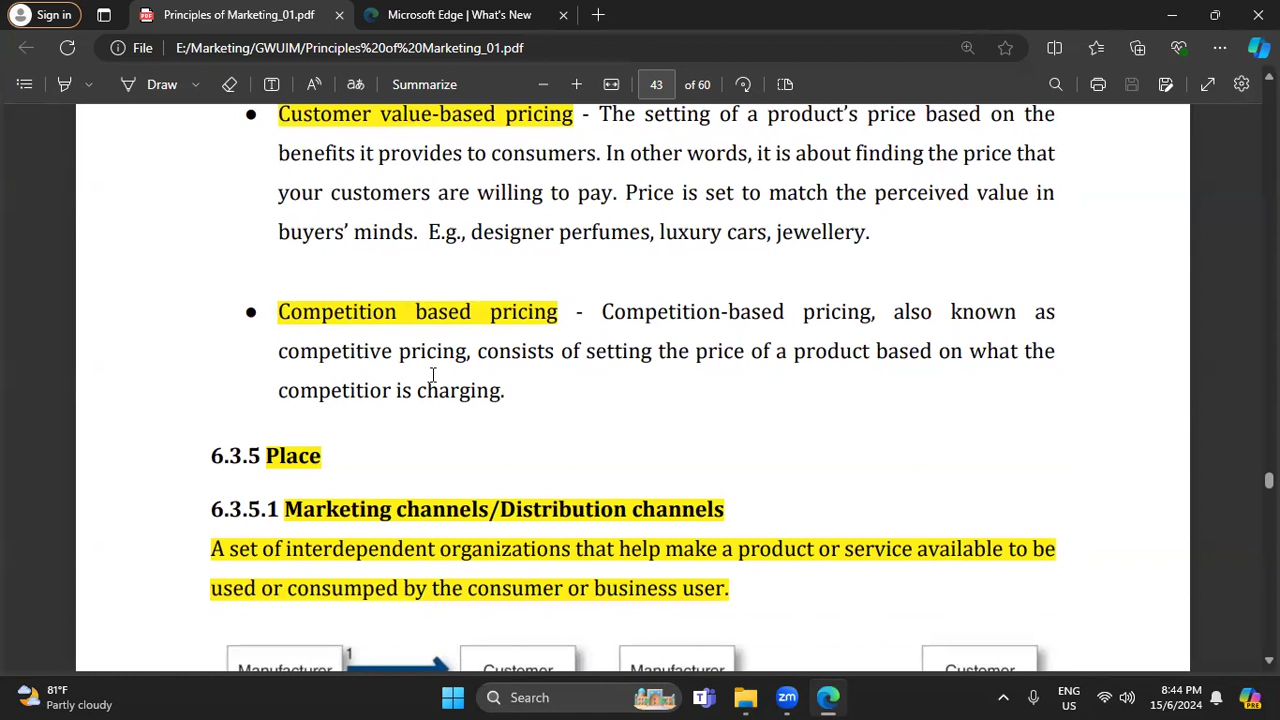 Sign in
Principles of Marketing_01.pdf
Microsoft Edge | What's New
File
E:/Marketing/GWUIM/Principles%20of%20Marketing_01.pdf
Draw
Summarize
43 of 60
Customer value-based pricing - The setting of a product's price based on the
benefits it provides to consumers. In other words, it is about finding the price that
your customers are willing to pay. Price is set to match the perceived value in
buyers' minds. E.g., designer perfumes, luxury cars, jewellery.
Competition based pricing - Competition-based pricing, also known as
competitive pricing, consists of setting the price of a product based on what the
competitior is charging.
6.3.5 Place
6.3.5.1 Marketing channels/Distribution channels
A set of interdependent organizations that help make a product or service available to be
used or consumped by the consumer or business user.
1
Manufacturer Customer Manufacturer Customer
81°F
Partly cloudy
Search
ENG
US
8:44 PM
15/6/2024